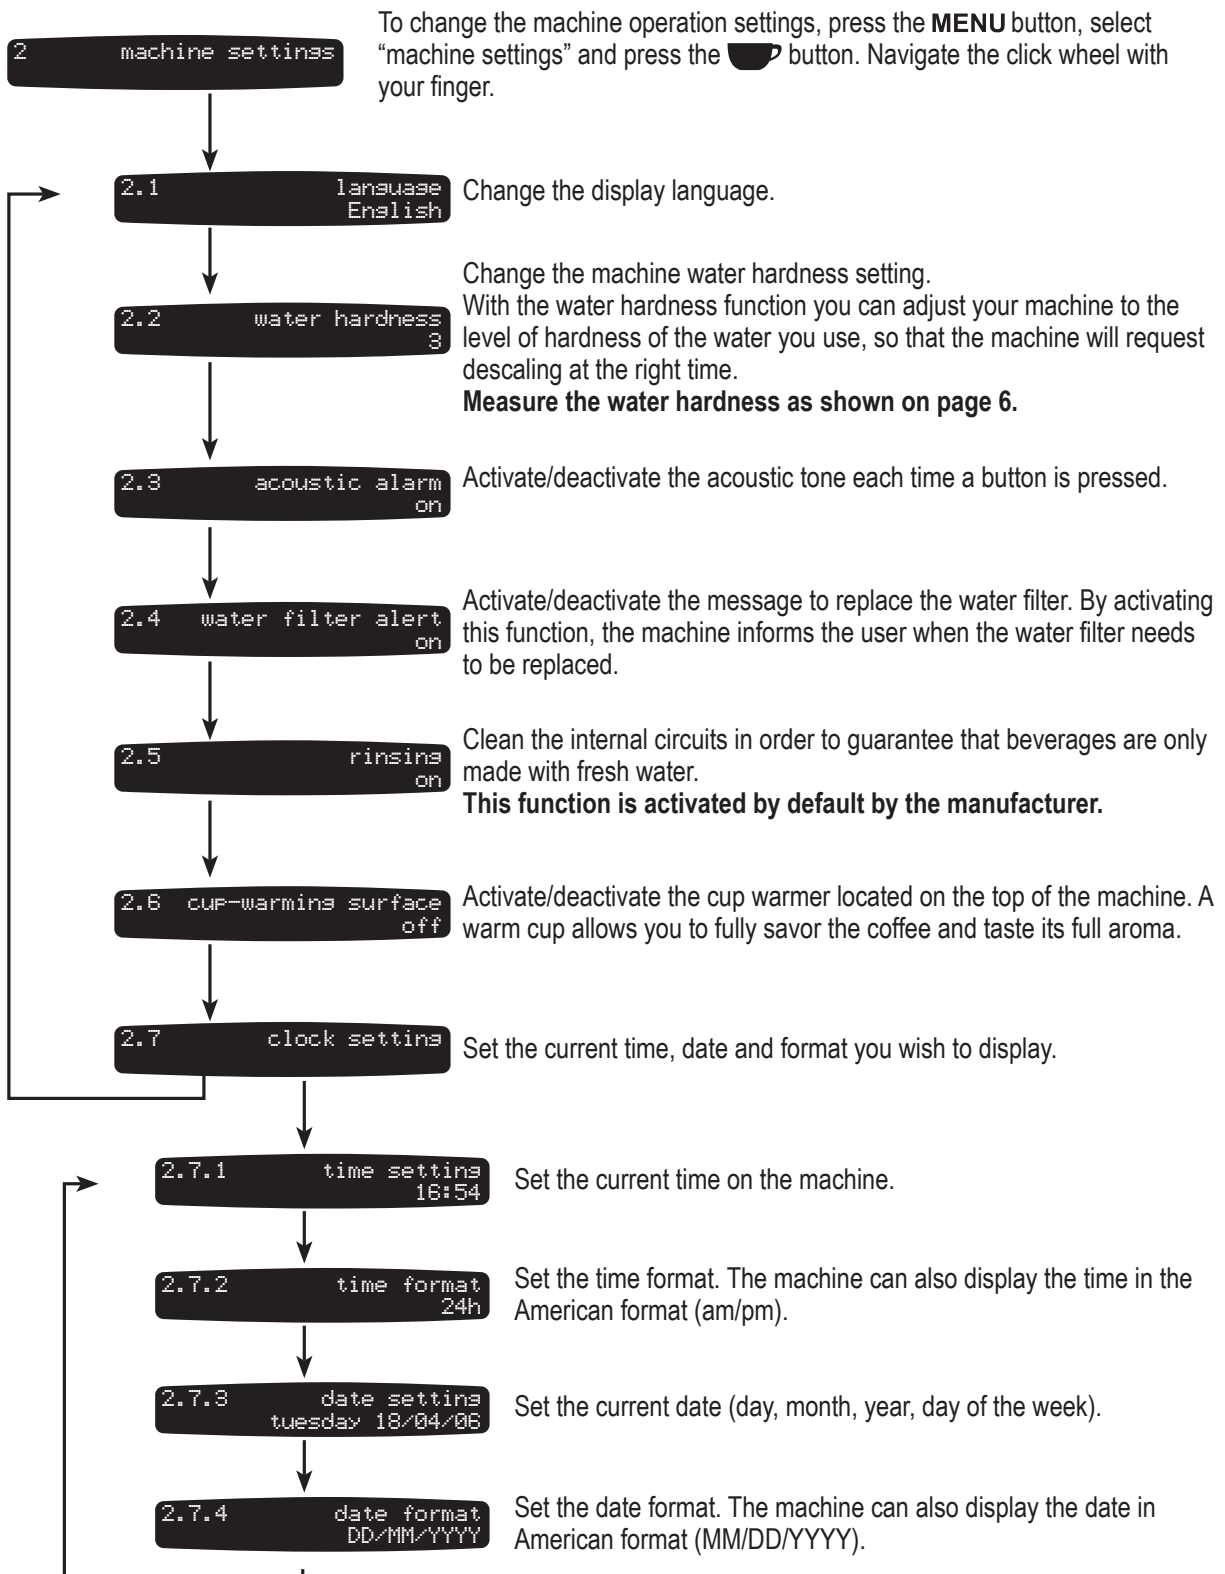 To change the machine operation settings, press the MENU button, select
2 machine settings
“machine settings” and press the button. Navigate the click wheel with
your finger.
2.1 language
English
Change the display language.
Change the machine water hardness setting.
With the water hardness function you can adjust your machine to the
2.2 water hardness
3
level of hardness of the water you use, so that the machine will request
descaling at the right time.
Measure the water hardness as shown on page 6.
2.3 acoustic alarm
on
Activate/deactivate the acoustic tone each time a button is pressed.
2.4 water filter alert
on
Activate/deactivate the message to replace the water filter. By activating
this function, the machine informs the user when the water filter needs
to be replaced.
2.5 rinsing
on
Clean the internal circuits in order to guarantee that beverages are only
made with fresh water.
This function is activated by default by the manufacturer.
2.6 cup-warming surface
off
Activate/deactivate the cup warmer located on the top of the machine. A
warm cup allows you to fully savor the coffee and taste its full aroma.
2.7 clock setting
Set the current time, date and format you wish to display.
2.7.1 time setting
16:54
Set the current time on the machine.
2.7.2 time format
24h
Set the time format. The machine can also display the time in the
American format (am/pm).
2.7.3 date setting
tuesday 18/04/06
Set the current date (day, month, year, day of the week).
2.7.4 date format
DD/MM/YYYY
Set the date format. The machine can also display the date in
American format (MM/DD/YYYY).